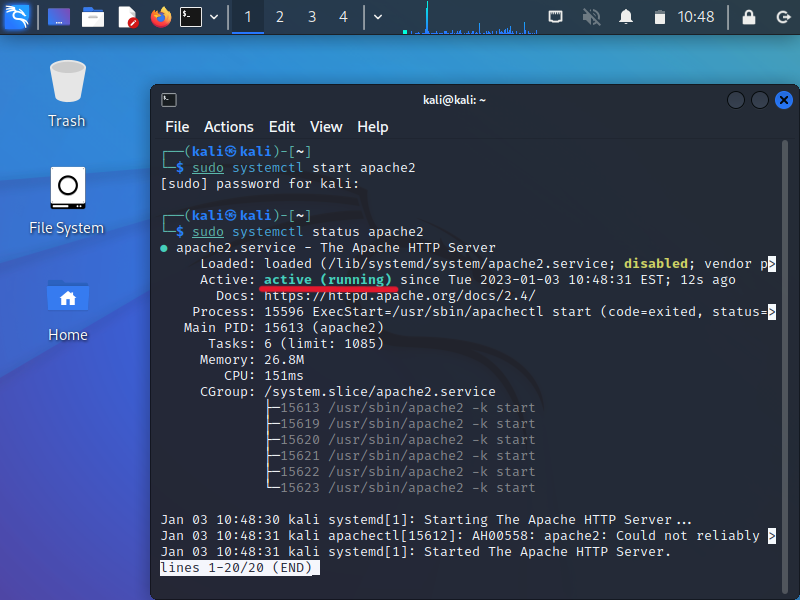 1 2 3 4 10:48
Trash
File System
Home
kali@kali: ~
File Actions Edit View Help
┌──(kali㉿kali)-[~]
└─$ sudo systemctl start apache2
[sudo] password for kali:
┌──(kali㉿kali)-[~]
└─$ sudo systemctl status apache2
● apache2.service - The Apache HTTP Server
Loaded: loaded (/lib/systemd/system/apache2.service; disabled; vendor p>
Active: active (running) since Tue 2023-01-03 10:48:31 EST; 12s ago
Docs: https://httpd.apache.org/docs/2.4/
Process: 15596 ExecStart=/usr/sbin/apachectl start (code=exited, status=>
Main PID: 15613 (apache2)
Tasks: 6 (limit: 1085)
Memory: 26.8M
CPU: 151ms
CGroup: /system.slice/apache2.service
├─15613 /usr/sbin/apache2 -k start
├─15619 /usr/sbin/apache2 -k start
├─15620 /usr/sbin/apache2 -k start
├─15621 /usr/sbin/apache2 -k start
├─15622 /usr/sbin/apache2 -k start
└─15623 /usr/sbin/apache2 -k start
Jan 03 10:48:30 kali systemd[1]: Starting The Apache HTTP Server...
Jan 03 10:48:31 kali apachectl[15612]: AH00558: apache2: Could not reliably >
Jan 03 10:48:31 kali systemd[1]: Started The Apache HTTP Server.
lines 1-20/20 (END)